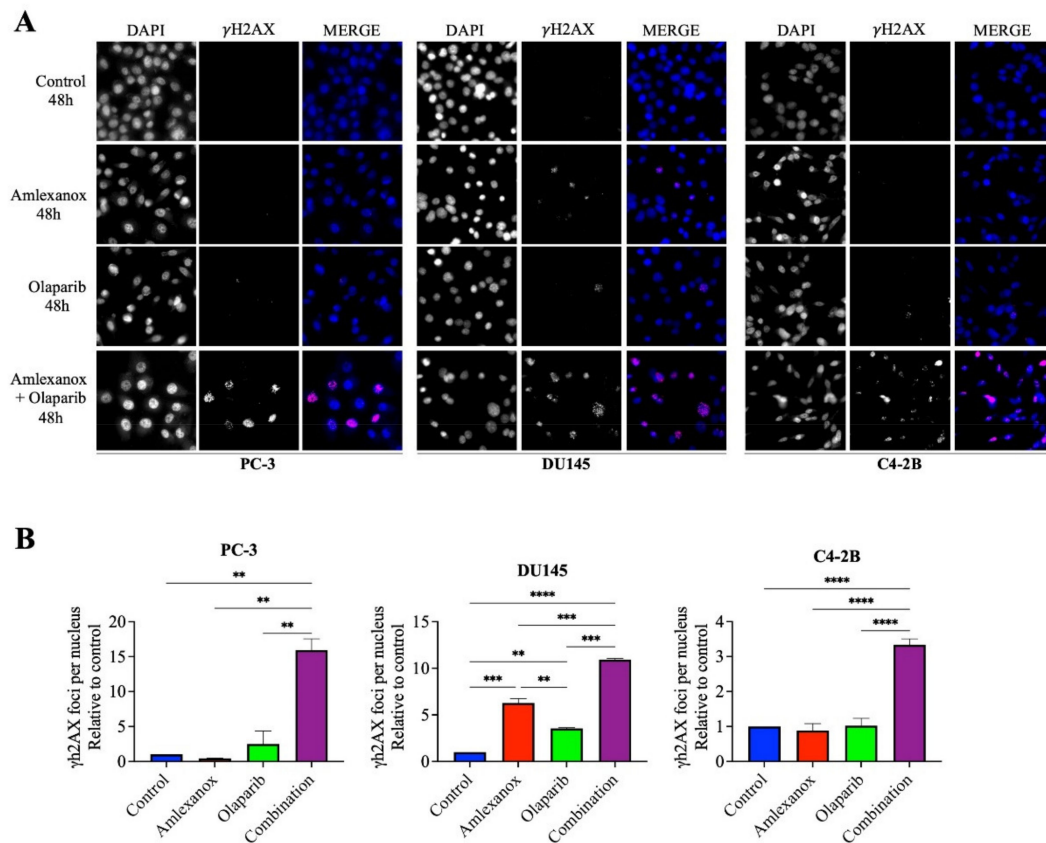 A
DAPI γH2AX MERGE DAPI γH2AX MERGE DAPI γH2AX MERGE
Control
48h
Amlexanox
48h
Olaparib
48h
Amlexanox
+ Olaparib
48h
PC-3 DU145 C4-2B
B
PC-3
**
**
**
γh2AX foci per nucleus
Relative to control
20
15
10
5
0
Control
Amlexanox
Olaparib
Combination
DU145
****
***
** ***
*** **
γh2AX foci per nucleus
Relative to control
15
10
5
0
Control
Amlexanox
Olaparib
Combination
C4-2B
****
****
****
γh2AX foci per nucleus
Relative to control
4
3
2
1
0
Control
Amlexanox
Olaparib
Combination